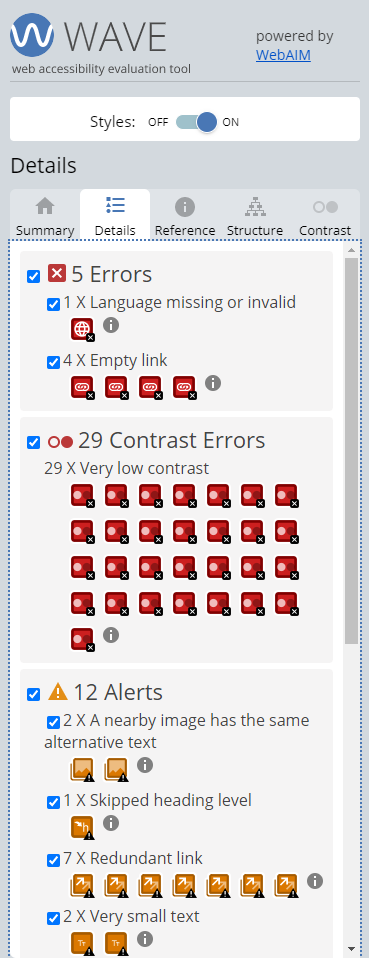 WAVE
web accessibility evaluation tool
powered by
WebAIM
Styles: OFF ON
Details
Summary Details Reference Structure Contrast
5 Errors
1 X Language missing or invalid
4 X Empty link
29 Contrast Errors
29 X Very low contrast
12 Alerts
2 X A nearby image has the same
alternative text
1 X Skipped heading level
7 X Redundant link
2 X Very small text